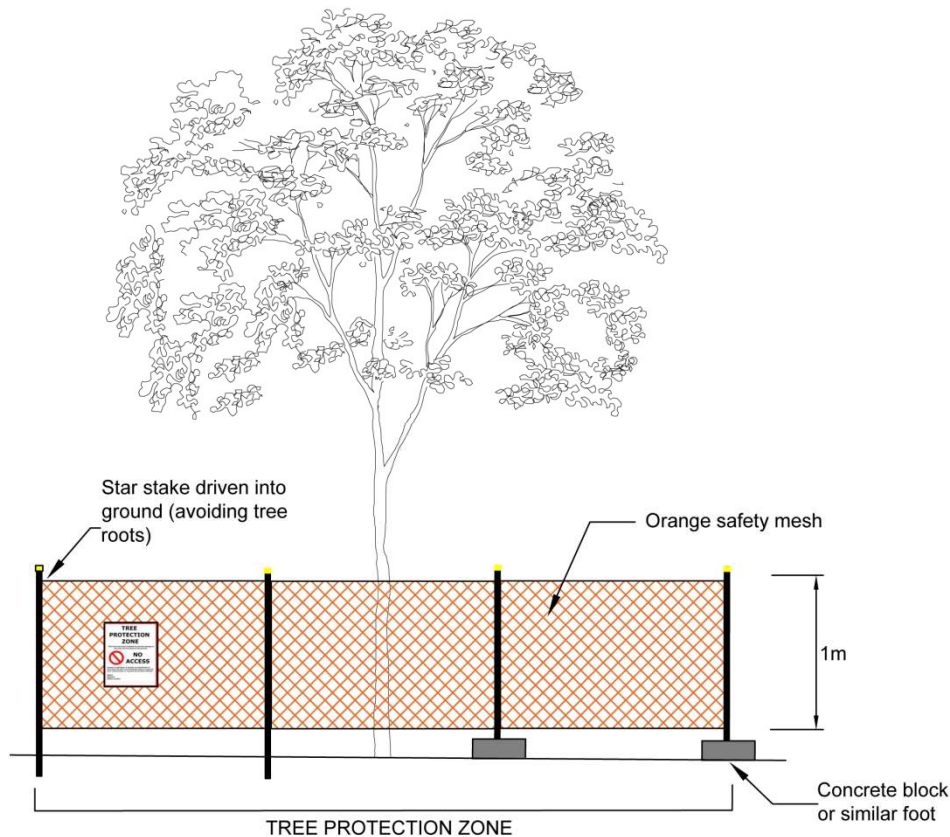 Star stake driven into
ground (avoiding tree
roots)
Orange safety mesh
TREE
PROTECTION
ZONE
NO
ACCESS
1m
Concrete block
or similar foot
TREE PROTECTION ZONE